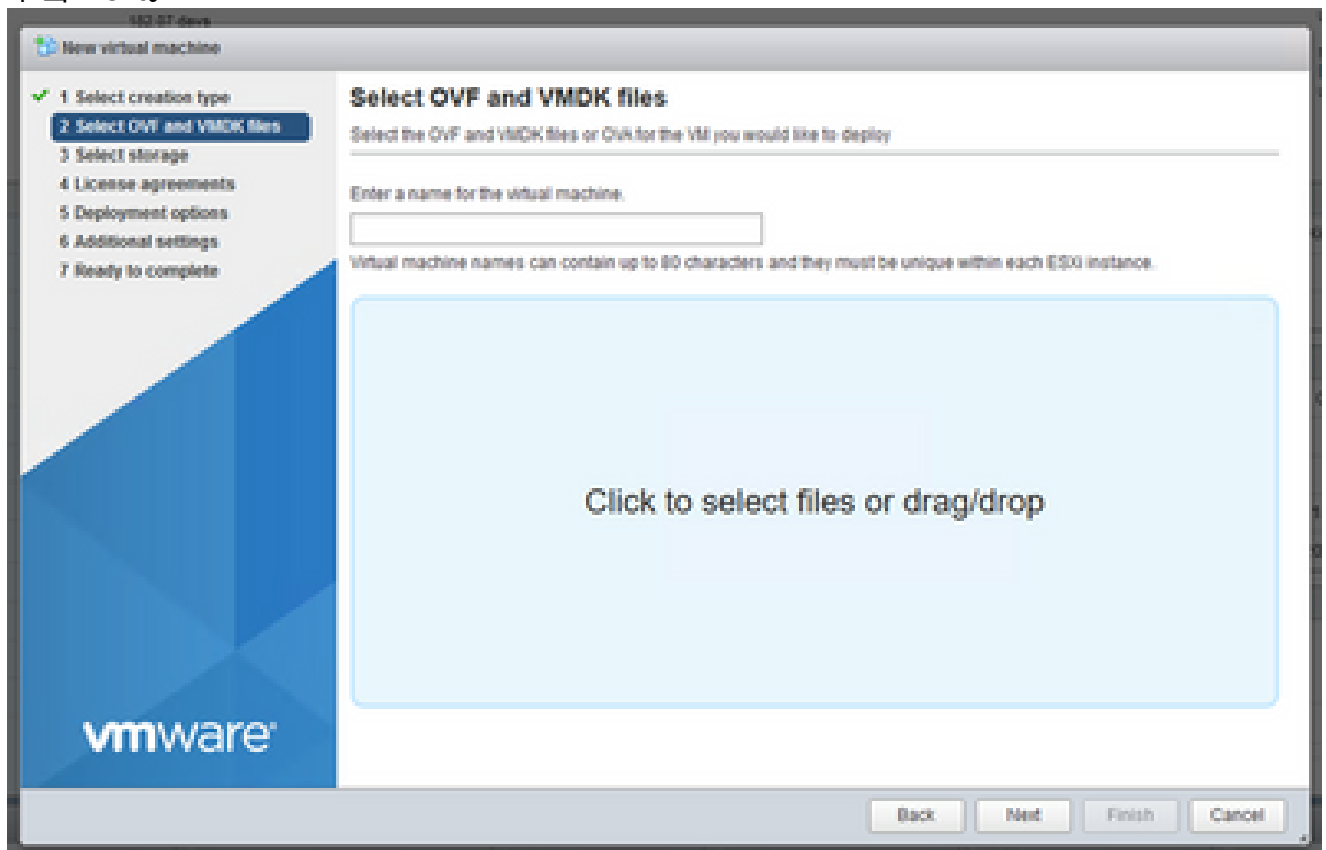 182.07 days
New virtual machine
1 Select creation type
2 Select OVF and VMDK files
3 Select storage
4 License agreements
5 Deployment options
6 Additional settings
7 Ready to complete
Select OVF and VMDK files
Select the OVF and VMDK files or OVA for the VM you would like to deploy
Enter a name for the virtual machine.
Virtual machine names can contain up to 80 characters and they must be unique within each ESXi instance.
Click to select files or drag/drop
vmware
Back
Next
Finish
Cancel